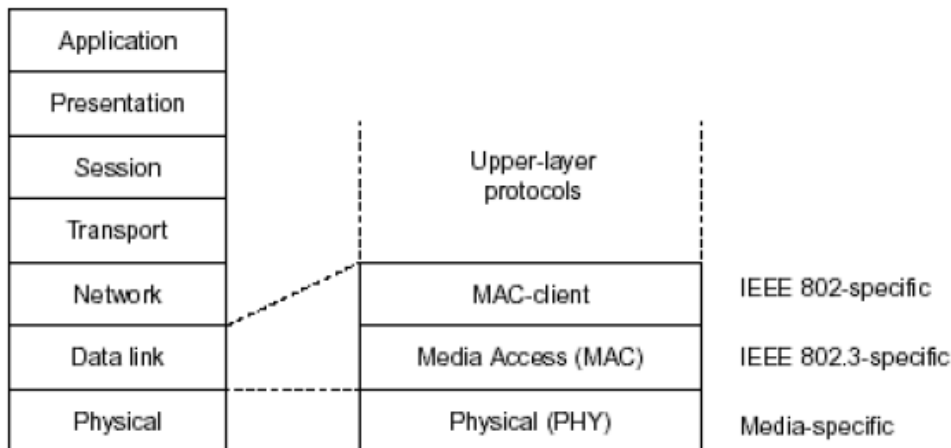 Application
Presentation
Session
Transport
Network
Data link
Physical
Upper-layer
protocols
MAC-client
Media Access (MAC)
Physical (PHY)
IEEE 802-specific
IEEE 802.3-specific
Media-specific